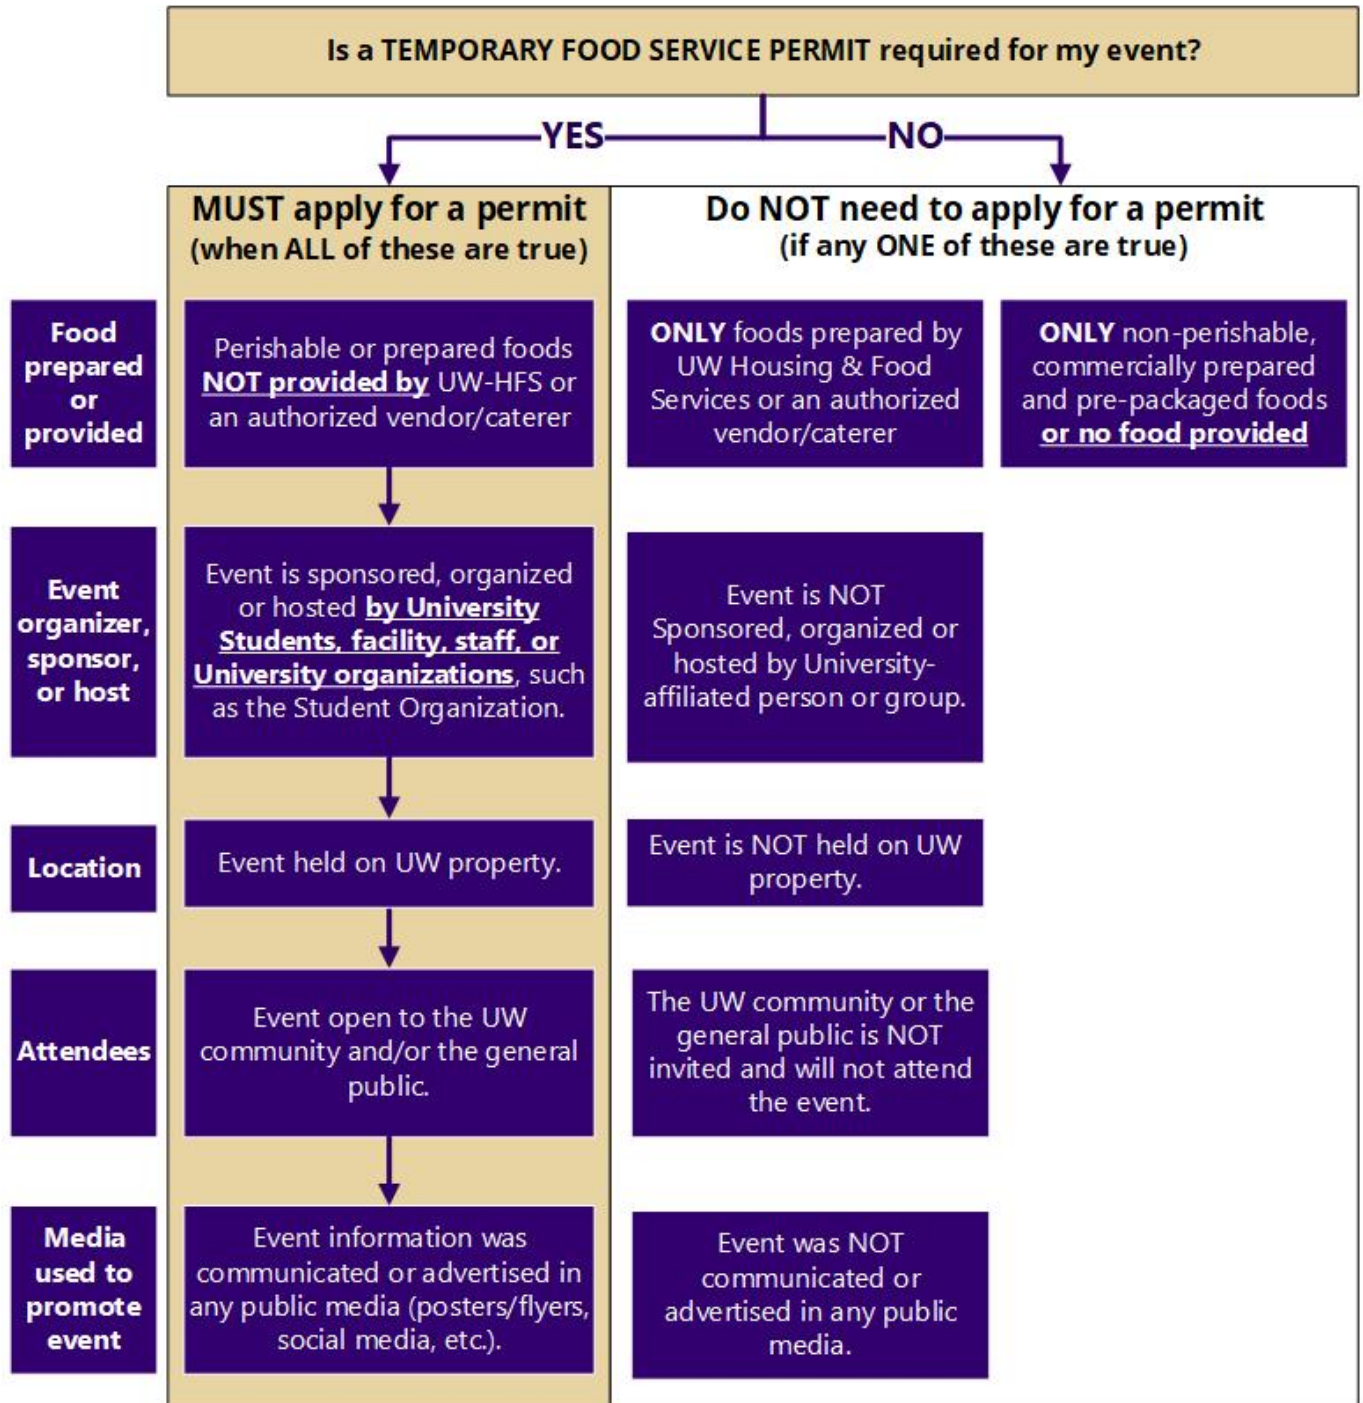 Is a TEMPORARY FOOD SERVICE PERMIT required for my event?
YES
NO
MUST apply for a permit
(when ALL of these are true)
Do NOT need to apply for a permit
(if any ONE of these are true)
Food
prepared
or
provided
Perishable or prepared foods
NOT provided by UW-HFS or
an authorized vendor/caterer
ONLY foods prepared by
UW Housing & Food
Services or an authorized
vendor/caterer
ONLY non-perishable,
commercially prepared
and pre-packaged foods
or no food provided
Event
organizer,
sponsor,
or host
Event is sponsored, organized
or hosted by University
Students, facility, staff, or
University organizations, such
as the Student Organization.
Event is NOT
Sponsored, organized or
hosted by University-
affiliated person or group.
Location
Event held on UW property.
Event is NOT held on UW
property.
Attendees
Event open to the UW
community and/or the general
public.
The UW community or the
general public is NOT
invited and will not attend
the event.
Media
used to
promote
event
Event information was
communicated or advertised in
any public media (posters/flyers,
social media, etc.).
Event was NOT
communicated or
advertised in any public
media.